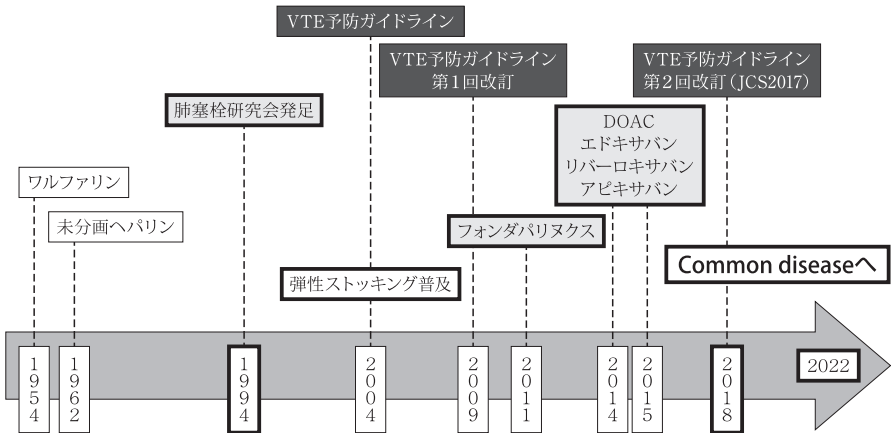 VTE予防ガイドライン
VTE予防ガイドライン
第1回改訂
VTE予防ガイドライン
第2回改訂（JCS2017）
肺塞栓研究会発足
DOAC
エドキサバン
リバーロキサバン
アピキサバン
ワルファリン
未分画ヘパリン
フォンダパリヌクス
弾性ストッキング普及
Common diseaseへ
1954
1962
1994
2004
2009
2011
2014
2015
2018
2022